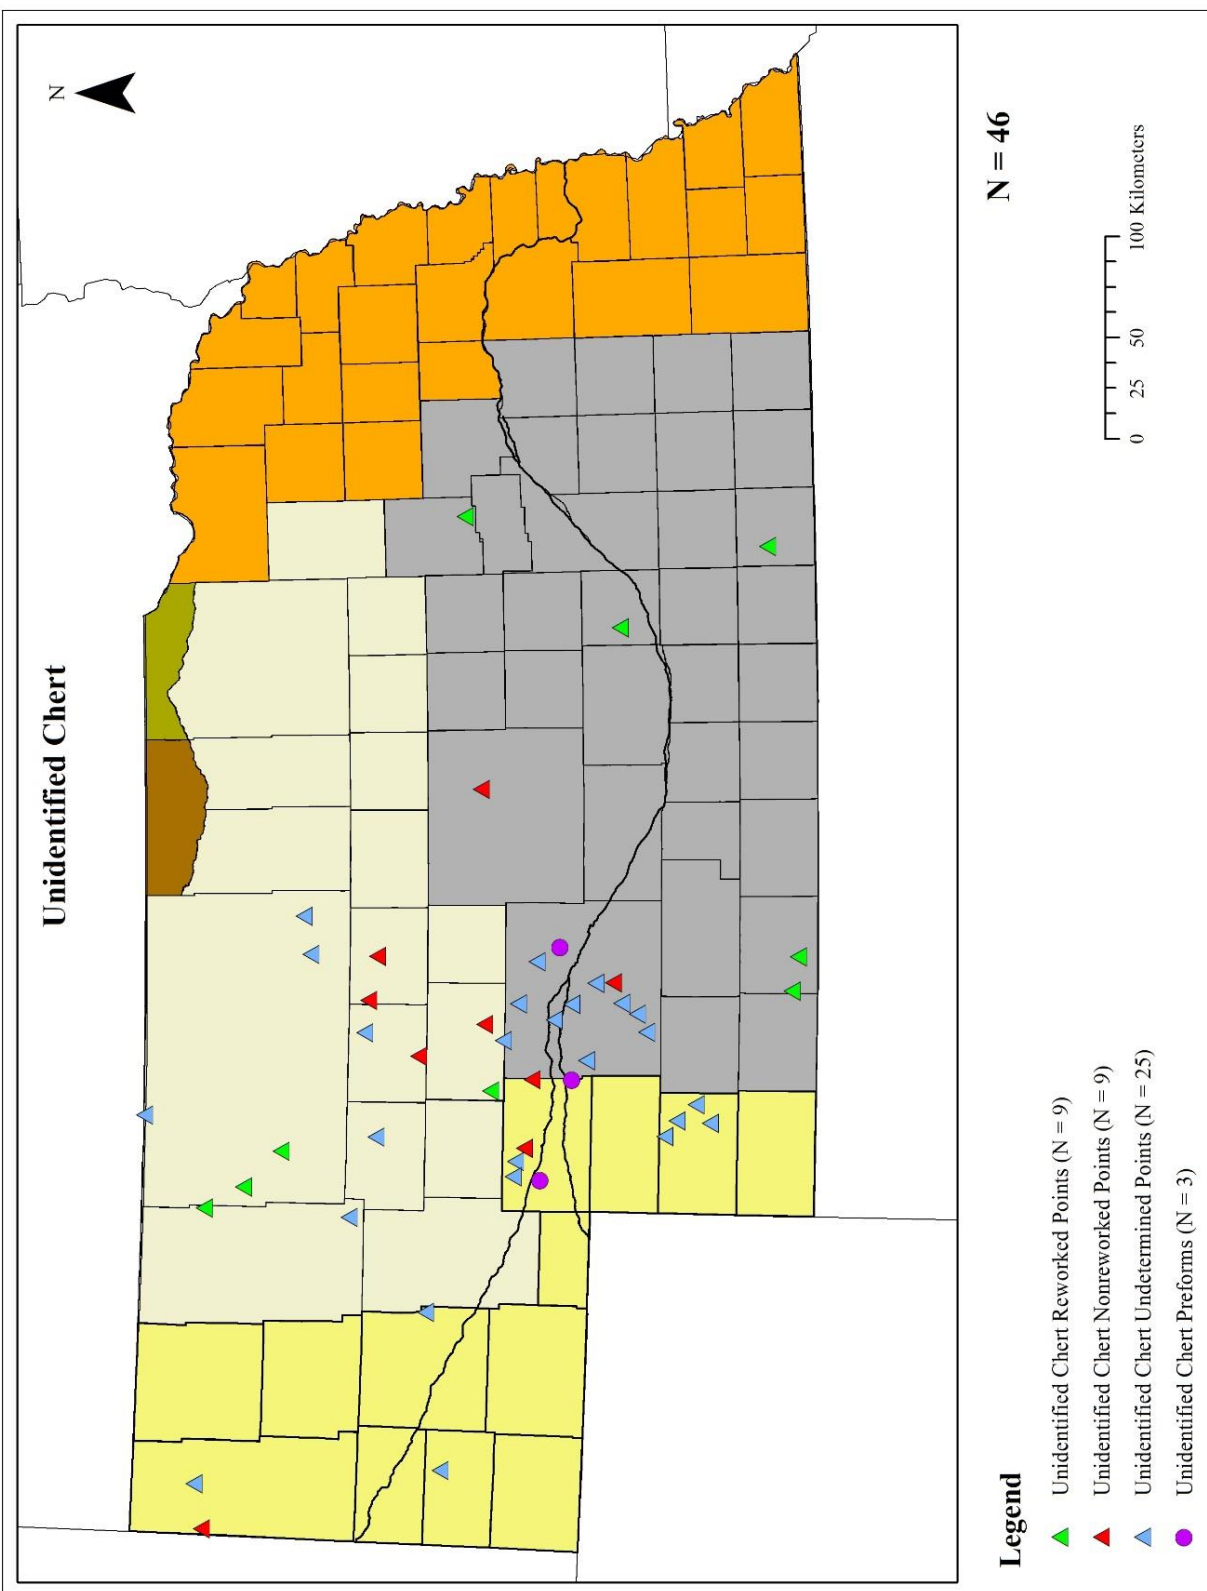 Unidentified Chert
N
N = 46
Legend
Unidentified Chert Reworked Points (N = 9)
Unidentified Chert Nonreworked Points (N = 9)
Unidentified Chert Undetermined Points (N = 25)
Unidentified Chert Preforms (N = 3)
0 25 50 100 Kilometers